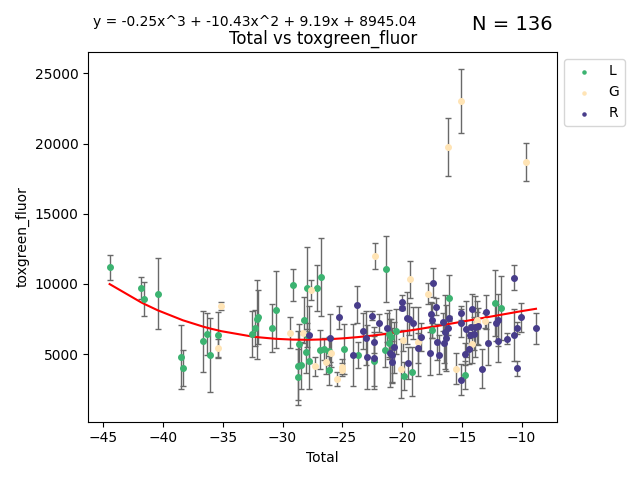 y = -0.25x^3 + -10.43x^2 + 9.19x + 8945.04
N = 136
Total vs toxgreen_fluor
L
G
R
toxgreen_fluor
25000
20000
15000
10000
5000
−45 −40 −35 −30 −25 −20 −15 −10
Total